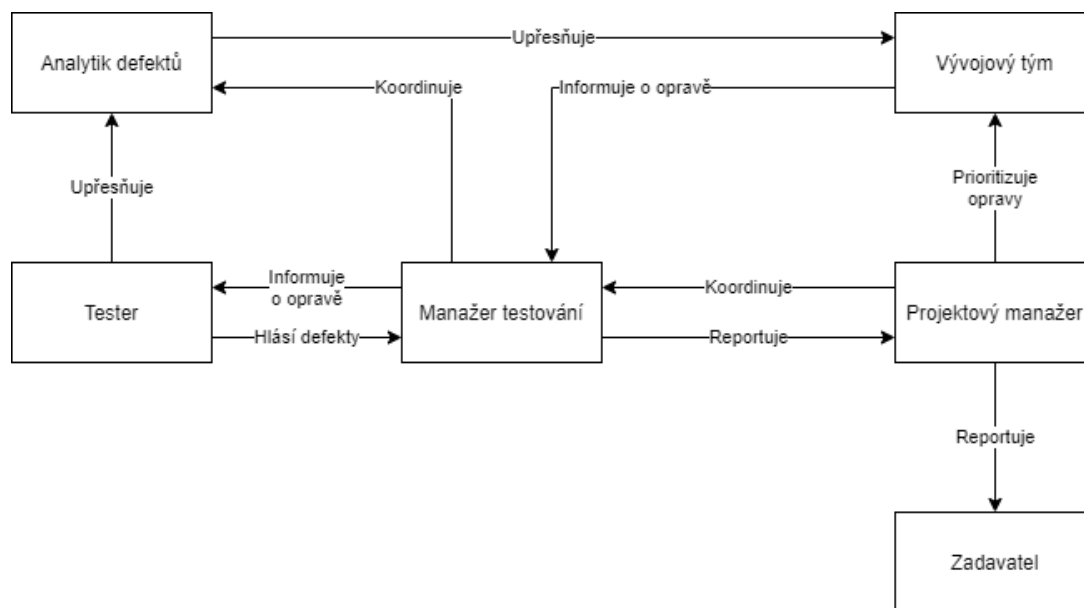 Upřesňuje
Analytik defektů
Vývojový tým
Koordinuje
Informuje o opravě
Upřesňuje
Prioritizuje
opravy
Informuje
o opravě
Koordinuje
Tester
Manažer testování
Projektový manažer
Hlásí defekty
Reportuje
Reportuje
Zadavatel